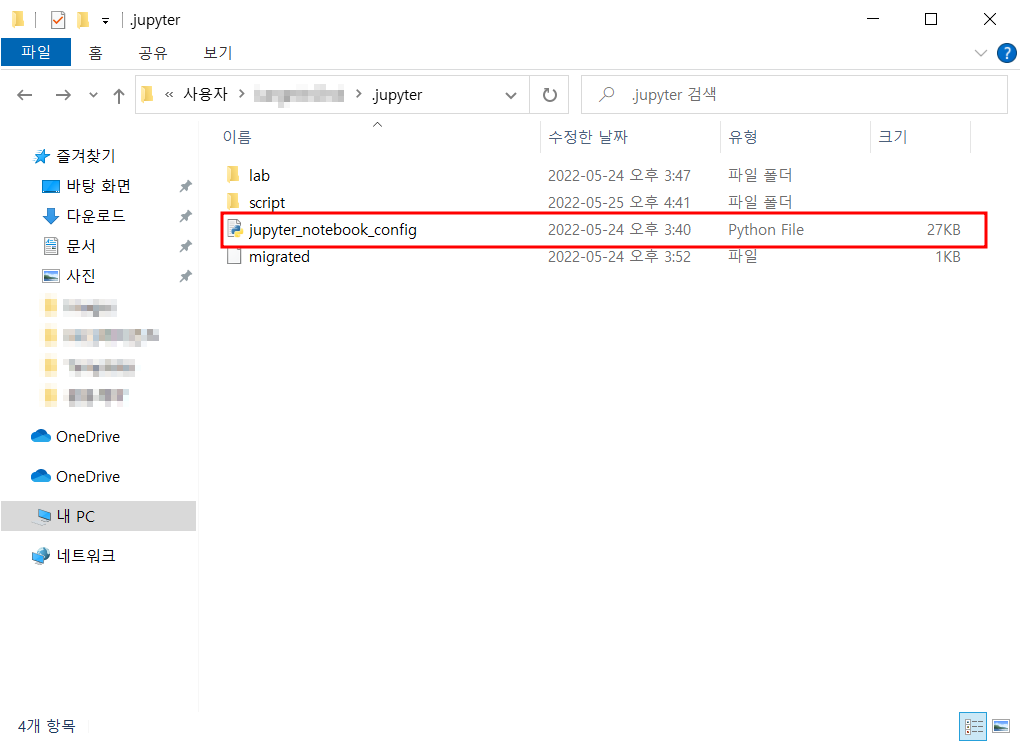 .jupyter
파일 홈 공유 보기
« 사용자 > > .jupyter
.jupyter 검색
이름 수정한 날짜 유형 크기
lab 2022-05-24 오후 3:47 파일 폴더
script 2022-05-25 오후 4:41 파일 폴더
jupyter_notebook_config 2022-05-24 오후 3:40 Python File 27KB
migrated 2022-05-24 오후 3:52 파일 1KB
즐겨찾기
바탕 화면
다운로드
문서
사진
OneDrive
OneDrive
내 PC
네트워크
4개 항목